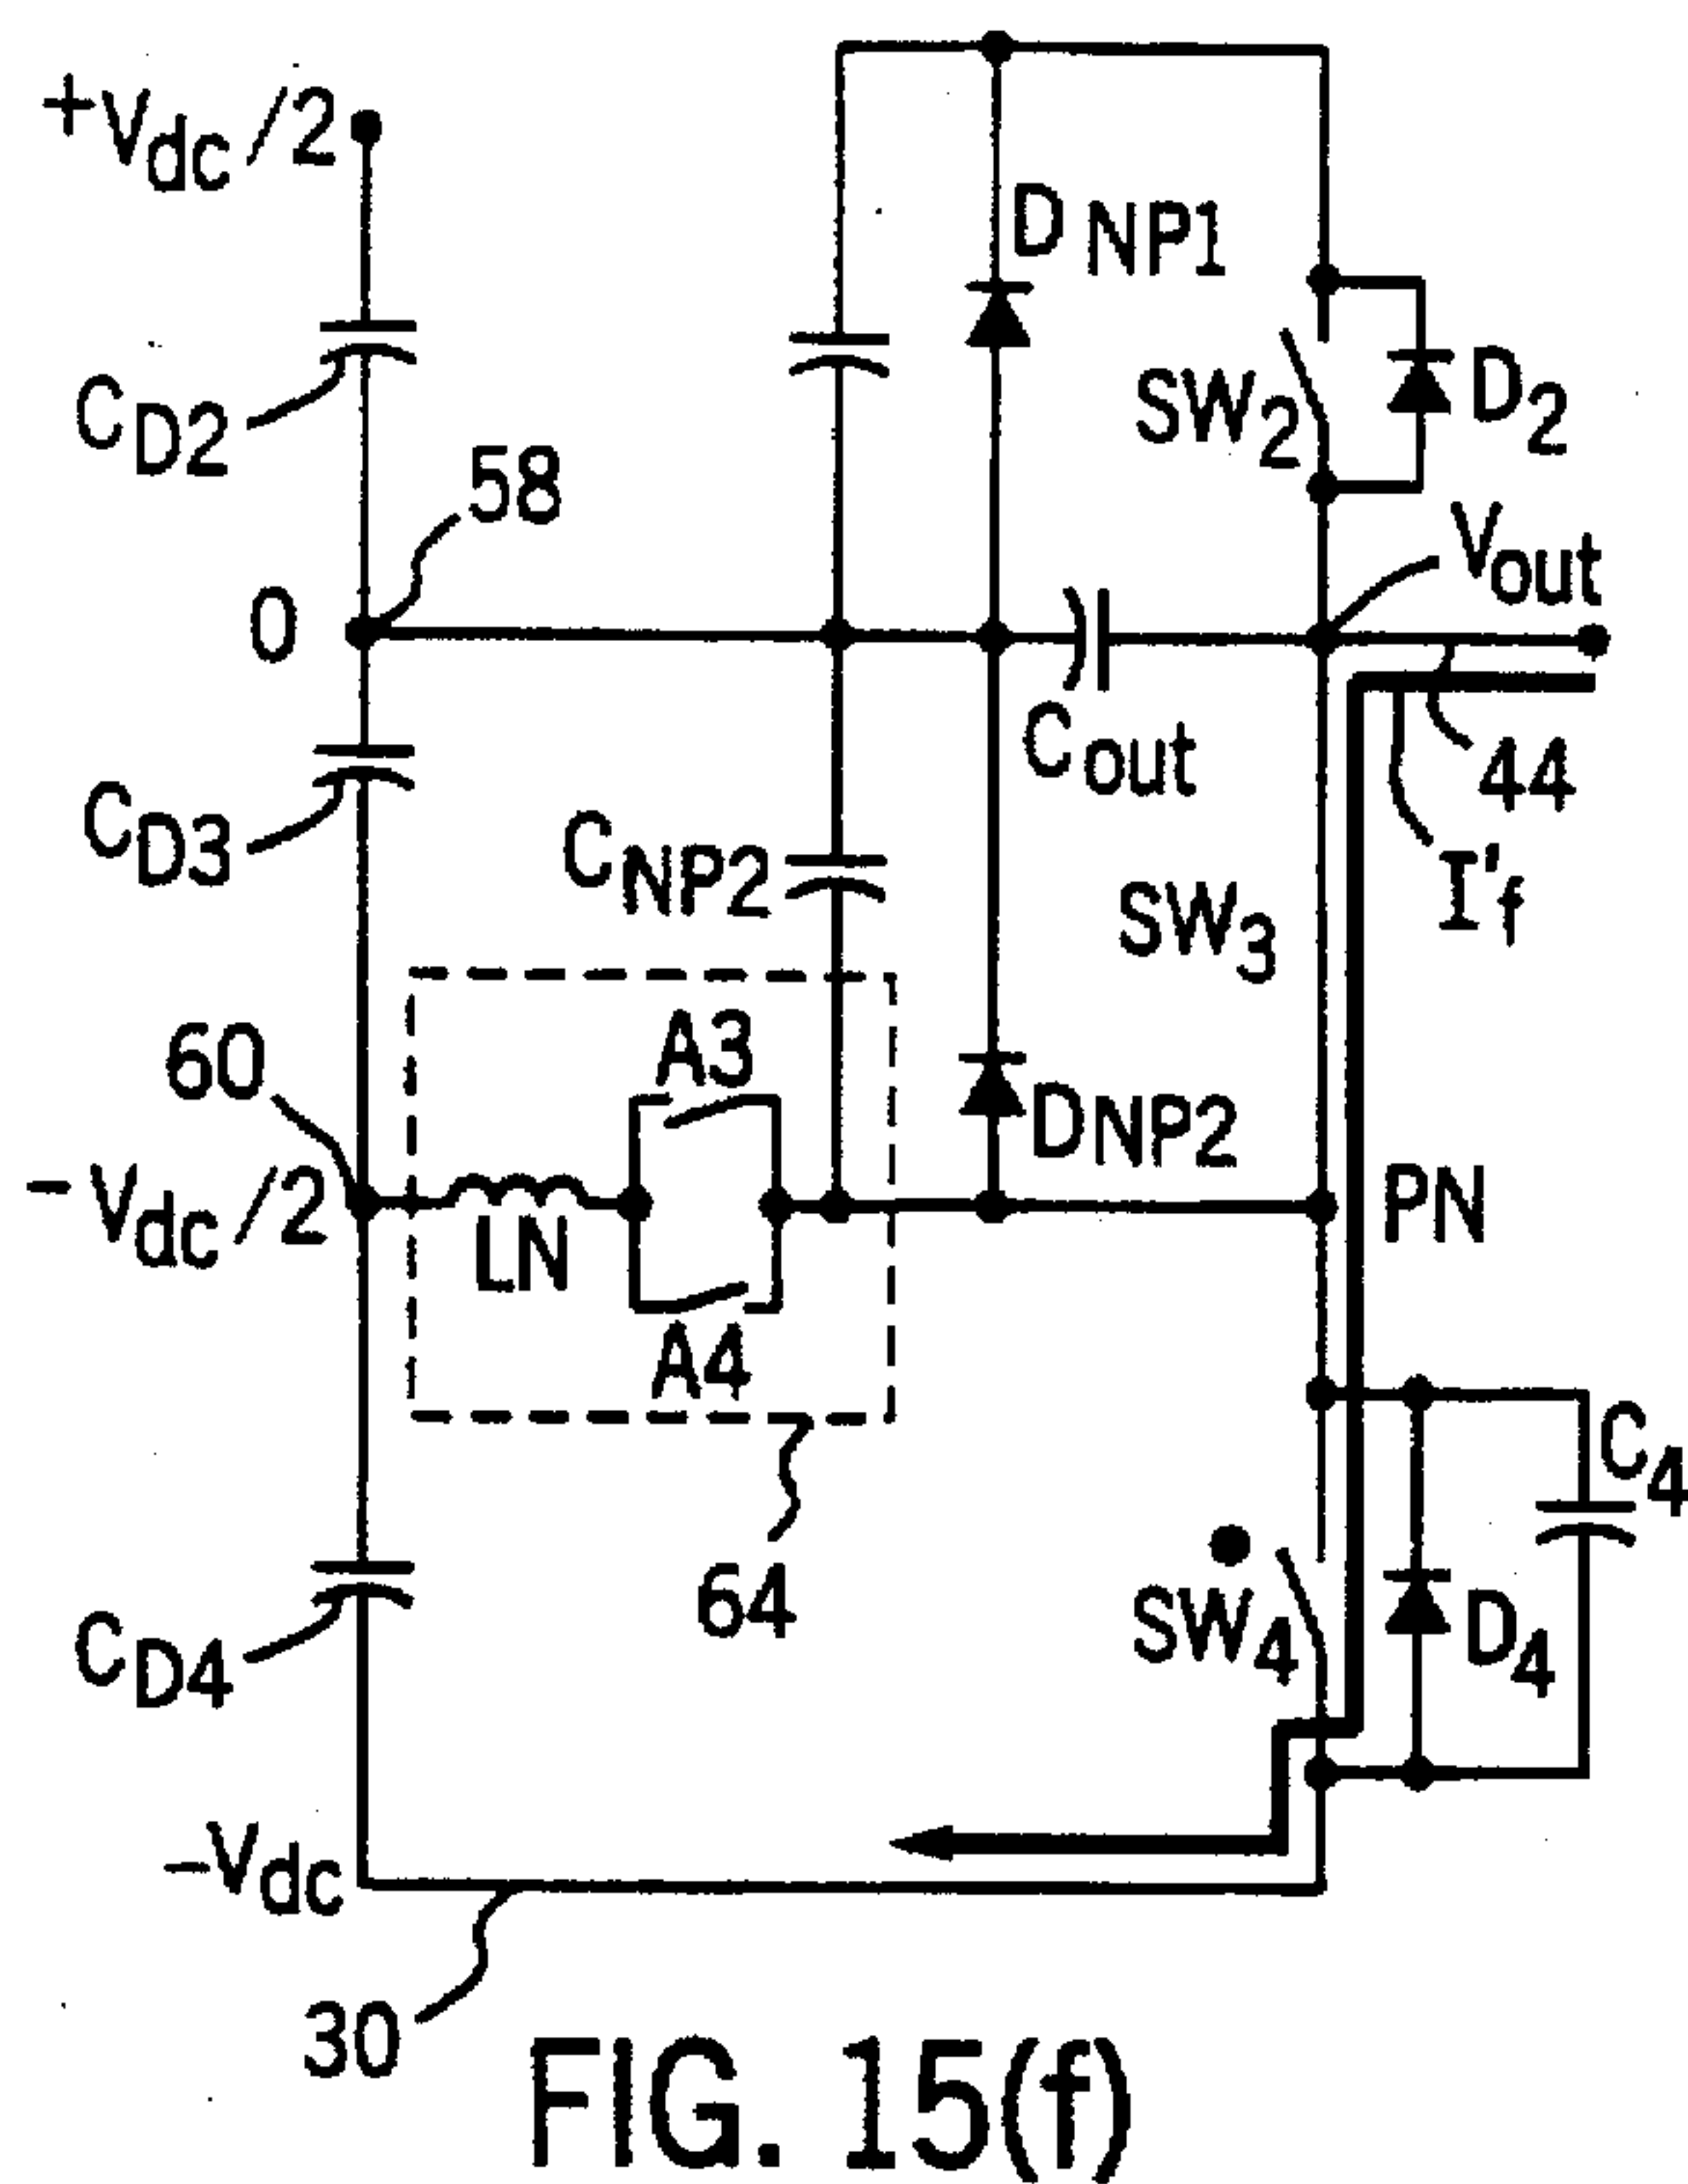 +Vdc/2
DNP1
CD2
SW2
D2
58
Vout
0
Cout
44
CD3
CNP2
I'f
SW3
60
A3
DNP2
-Vdc/2
LN
PN
A4
C4
64
SW4
D4
CD4
-Vdc
30
FIG. 15(f)